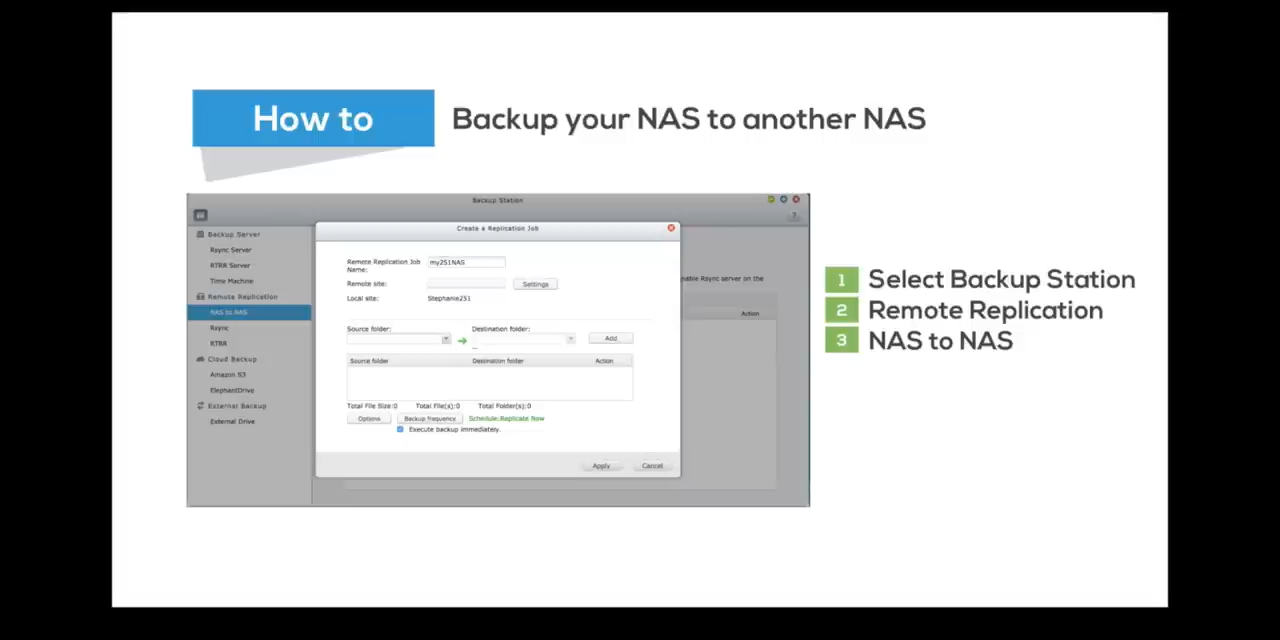 How to
Backup your NAS to another NAS
Backup Station
?
Backup Server
Rsync Server
RTRR Server
Time Machine
Remote Replication
NAS to NAS
Rsync
RTRR
Cloud Backup
Amazon S3
ElephantDrive
External Backup
External Drive
Create a Replication Job
Remote Replication Job Name:
my251NAS
Remote site:
Settings
Local site:
Stephanie251
Source folder:
Destination folder:
Add
Source folder
Destination folder
Action
Total File Size:0
Total File(s):0
Total Folder(s):0
Options
Backup frequency
Schedule:Replicate Now
Execute backup immediately.
Apply
Cancel
Rsync server on the
Action
1 Select Backup Station
2 Remote Replication
3 NAS to NAS